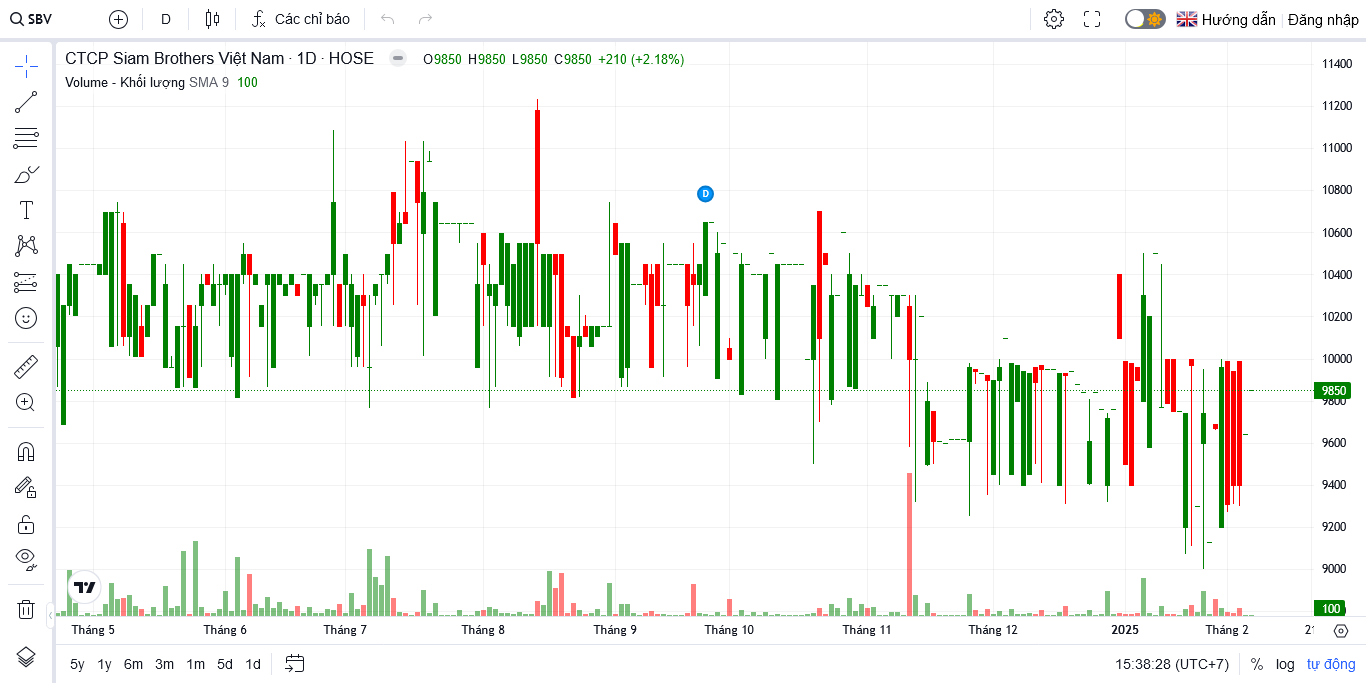 SBV D Các chỉ báo Hướng dẫn Đăng nhập
CTCP Siam Brothers Việt Nam · 1D · HOSE O9850 H9850 L9850 C9850 +210 (+2.18%)
Volume - Khối lượng SMA 9 100
11400
11200
11000
10800
D
10600
10400
10200
10000
9850
9800
9600
9400
9200
9000
100
Tháng 5 Tháng 6 Tháng 7 Tháng 8 Tháng 9 Tháng 10 Tháng 11 Tháng 12 2025 Tháng 2
5y 1y 6m 3m 1m 5d 1d 15:38:28 (UTC+7) % log tự động